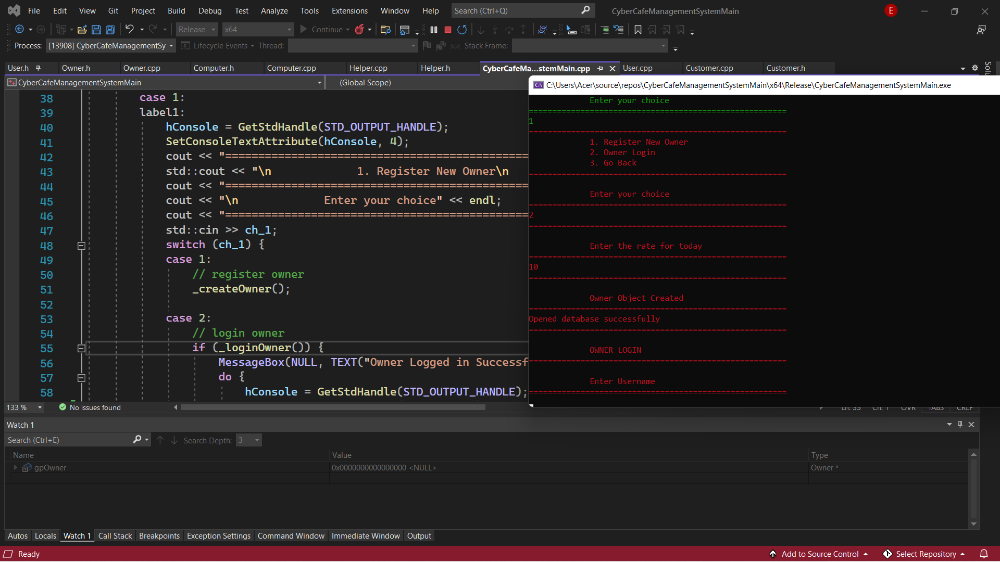 File Edit View Git Project Build Debug Test Analyze Tools Extensions Window Help Search (Ctrl+Q) CyberCafeManagementSystemMain E
Release x64 Continue
Process: [13908] CyberCafeManagementSy Lifecycle Events Thread: Stack Frame:
User.h Owner.h Owner.cpp Computer.h Computer.cpp Helper.cpp Helper.h CyberCafeMa...stemMain.cpp User.cpp Customer.cpp Customer.h
CyberCafeManagementSystemMain (Global Scope)
38 case 1:
39 label1:
40 hConsole = GetStdHandle(STD_OUTPUT_HANDLE);
41 SetConsoleTextAttribute(hConsole, 4);
42 cout << "==============================================
43 std::cout << "\n 1. Register New Owner\n
44 cout << "==============================================
45 cout << "\n Enter your choice" << endl;
46 cout << "==============================================
47 std::cin >> ch_1;
48 switch (ch_1) {
49 case 1:
50 // register owner
51 _createOwner();
52
53 case 2:
54 // login owner
55 if (_loginOwner()) {
56 MessageBox(NULL, TEXT("Owner Logged in Successf
57 do {
58 hConsole = GetStdHandle(STD_OUTPUT_HANDLE);
133 % No issues found Ln: 55 Ch: 1 OVR TABS CRLF
C:\Users\Acer\source\repos\CyberCafeManagementSystemMain\x64\Release\CyberCafeManagementSystemMain.exe
Enter your choice
=======================================================
1
=======================================================
1. Register New Owner
2. Owner Login
3. Go Back
=======================================================
Enter your choice
=======================================================
2
=======================================================
Enter the rate for today
=======================================================
10
=======================================================
Owner Object Created
=======================================================
Opened database successfully
=======================================================
OWNER LOGIN
=======================================================
Enter Username
=======================================================
Watch 1
Search (Ctrl+E) Search Depth: 3
Name Value Type
gpOwner 0x0000000000000000 <NULL> Owner *
Autos Locals Watch 1 Call Stack Breakpoints Exception Settings Command Window Immediate Window Output
Ready Add to Source Control Select Repository